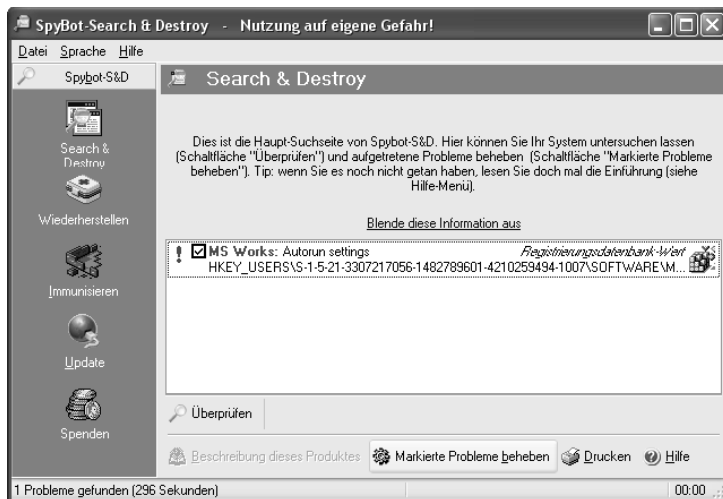 SpyBot-Search & Destroy - Nutzung auf eigene Gefahr!
Datei Sprache Hilfe
Spybot-S&D
Search & Destroy
Wiederherstellen
Immunisieren
Update
Spenden
Search & Destroy
Dies ist die Haupt-Suchseite von Spybot-S&D. Hier können Sie Ihr System untersuchen lassen
(Schaltfläche "Überprüfen") und aufgetretene Probleme beheben (Schaltfläche "Markierte Probleme
beheben"). Tip: wenn Sie es noch nicht getan haben, lesen Sie doch mal die Einführung (siehe
Hilfe-Menü).
Blende diese Information aus
MS Works: Autorun settings Registrierungsdatenbank-Wert
HKEY_USERS\S-1-5-21-3307217056-1482789601-4210259494-1007\SOFTWARE\M...
Überprüfen
Beschreibung dieses Produktes Markierte Probleme beheben Drucken Hilfe
1 Probleme gefunden (296 Sekunden) 00:00